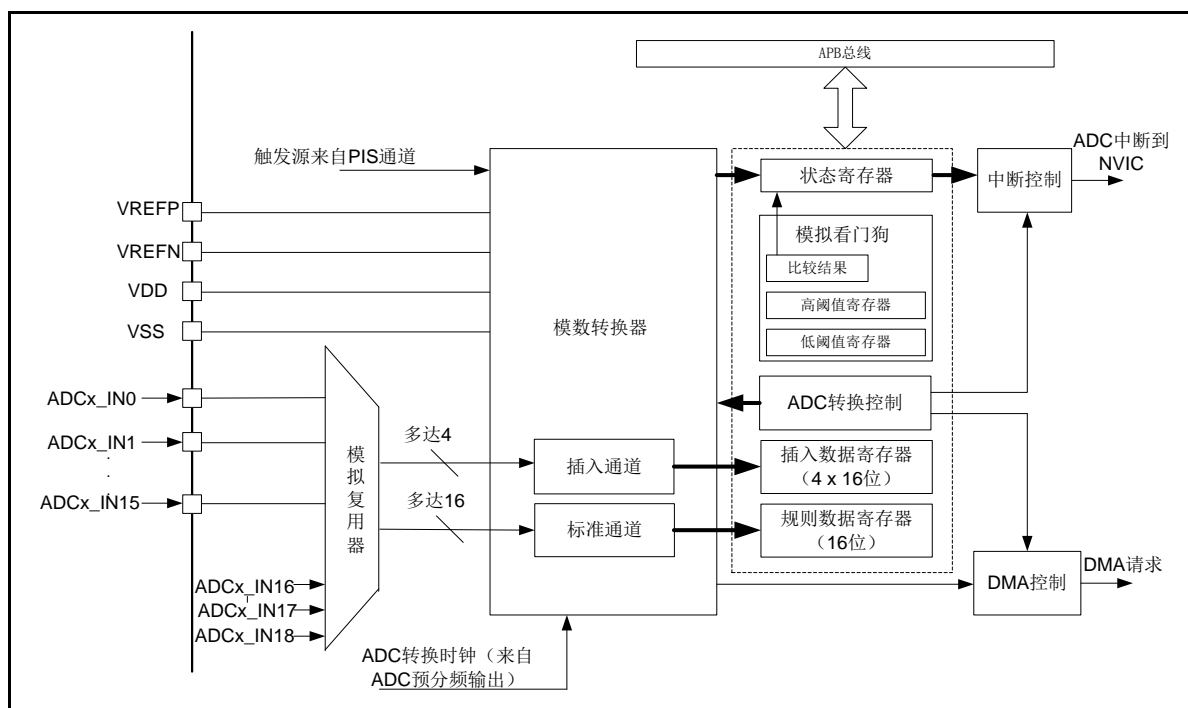 APB总线
触发源来自PIS通道
VREFP
VREFN
VDD
VSS
ADCx_IN0
ADCx_IN1
.
.
.
ADCx_IN15
ADCx_IN16
ADCx_IN17
ADCx_IN18
模拟复用器
多达4
多达16
模数转换器
插入通道
标准通道
ADC转换时钟（来自
ADC预分频输出）
状态寄存器
模拟看门狗
比较结果
高阈值寄存器
低阈值寄存器
ADC转换控制
插入数据寄存器
（4 x 16位）
规则数据寄存器
（16位）
中断控制
ADC中断到
NVIC
DMA控制
DMA请求